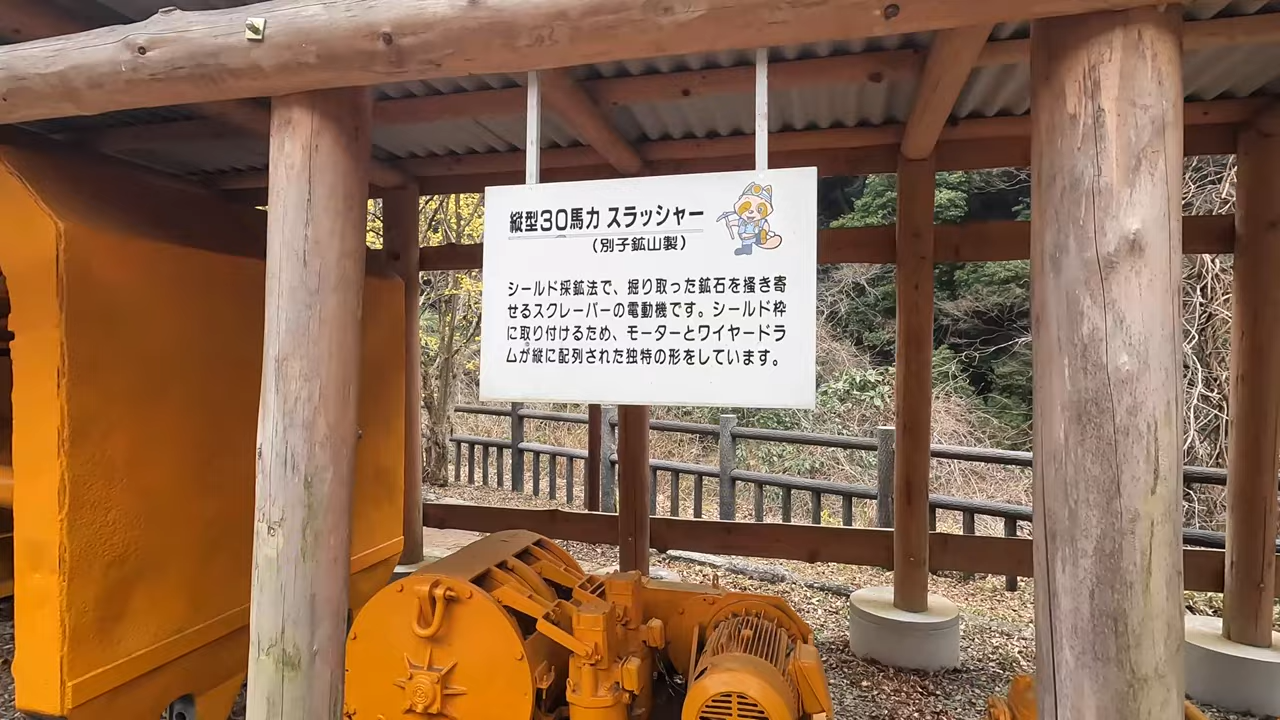 縦型30馬力 スラッシャー
(別子鉱山製)
シールド採鉱法で、掘り取った鉱石を掻き寄
せるスクレーパーの電動機です。シールド枠
に取り付けるため、モーターとワイヤードラ
ムが縦に配列された独特の形をしています。